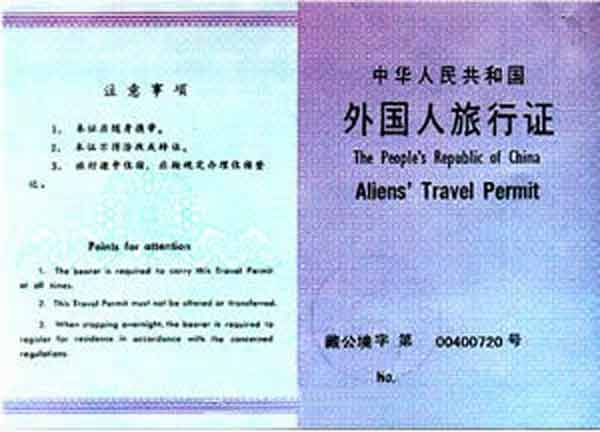 注意事项
1. 本证应随身携带。
2. 本证不得涂改或转让。
3. 旅行途中住宿，应按规定办理住宿登
记。
Points for attention
1. The bearer is required to carry this Travel Permit
at all times.
2. This Travel Permit must not be altered or transferred.
3. When stopping overnight, the bearer is required to
register for residence in accordance with the concerned
regulations.
中华人民共和国
外国人旅行证
The People's Republic of China
Aliens' Travel Permit
藏公境字 第 00400720 号
No.